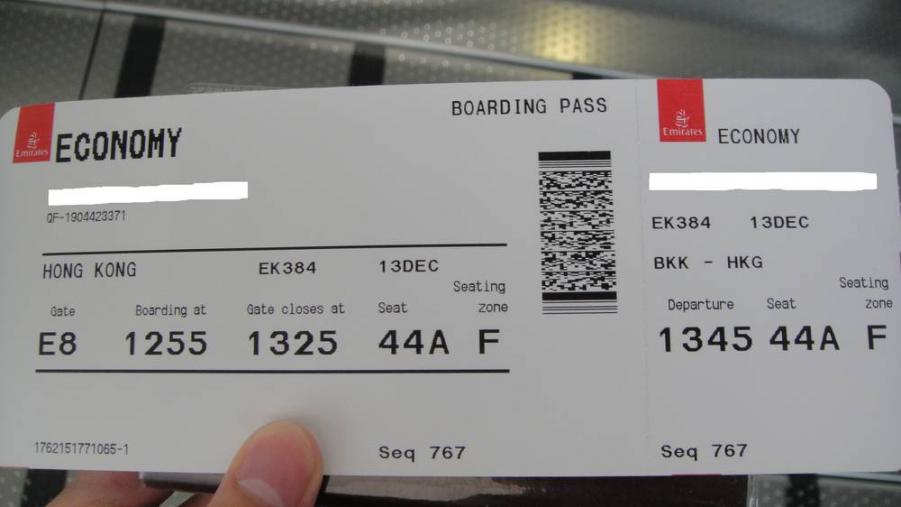 BOARDING PASS
Emirates
ECONOMY
QF-1904423371
HONG KONG EK384 13DEC
Gate Boarding at Gate closes at Seat Seating zone
E8 1255 1325 44A F
1762151771065-1 Seq 767
Emirates
ECONOMY
EK384 13DEC
BKK - HKG
Departure Seat Seating zone
1345 44A F
Seq 767